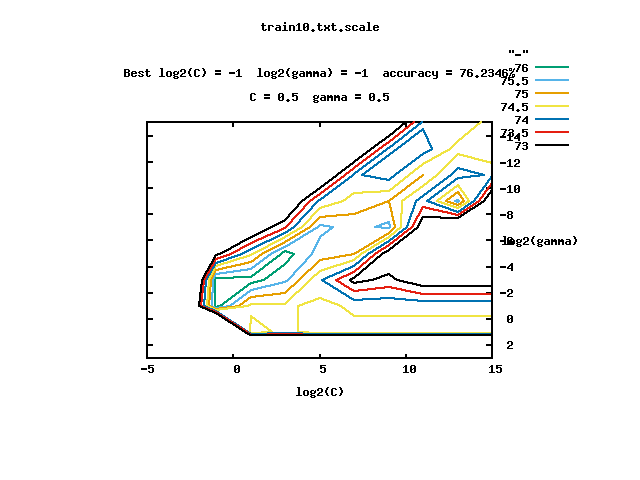 train10.txt.scale
"-"
Best log2(C) = -1 log2(gamma) = -1 accuracy = 76.2346%
76
75.5
C = 0.5 gamma = 0.5
75
74.5
74
73.5
73
-14
-12
-10
-8
-6
log2(gamma)
-4
-2
0
2
-5 0 5 10 15
log2(C)